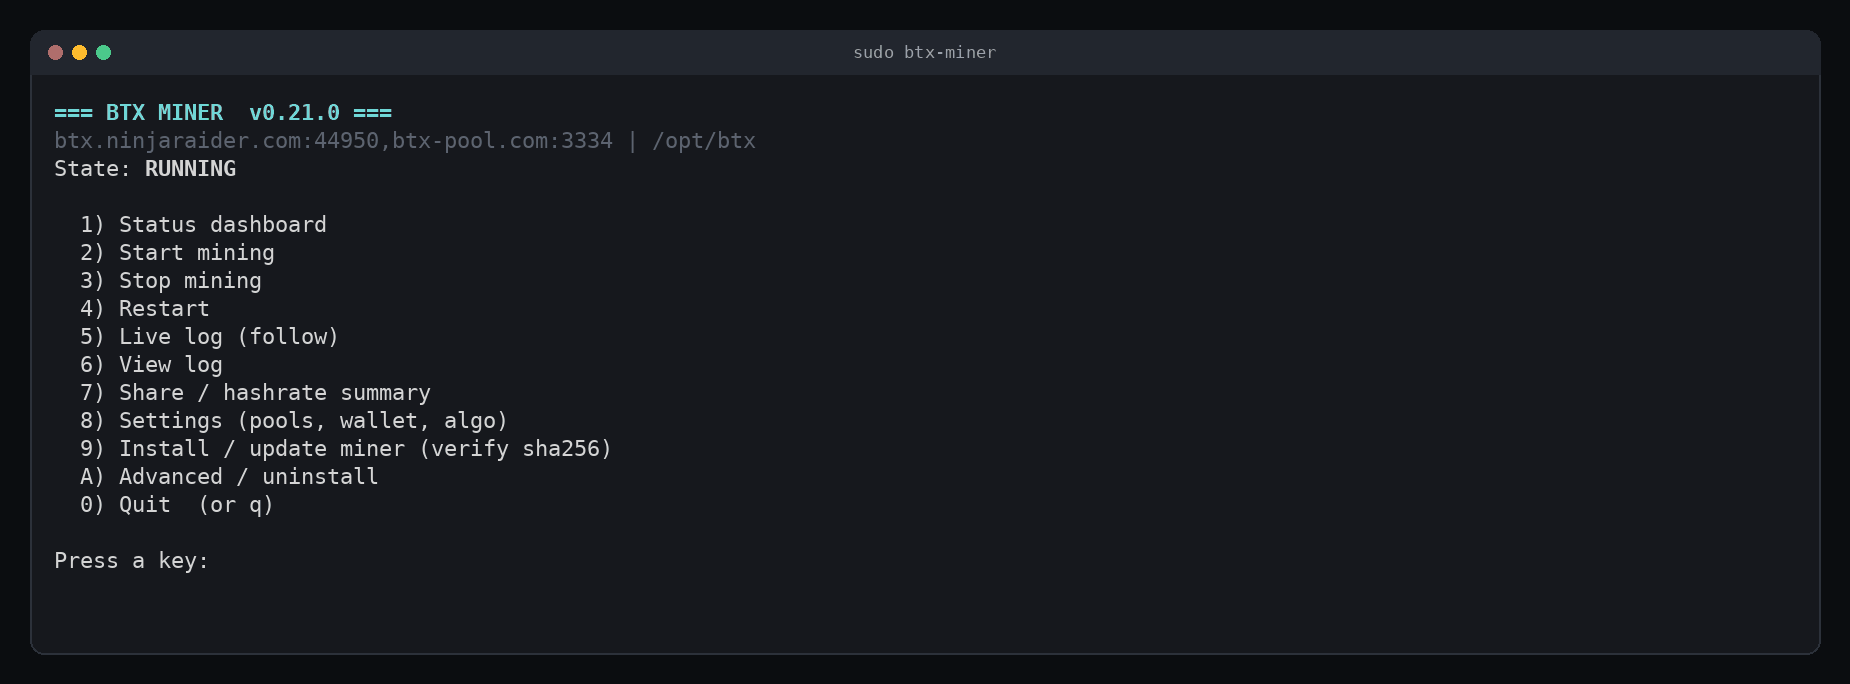 sudo btx-miner
=== BTX MINER  v0.21.0 ===
btx.ninjaraider.com:44950,btx-pool.com:3334 | /opt/btx
State: RUNNING
1) Status dashboard
2) Start mining
3) Stop mining
4) Restart
5) Live log (follow)
6) View log
7) Share / hashrate summary
8) Settings (pools, wallet, algo)
9) Install / update miner (verify sha256)
A) Advanced / uninstall
0) Quit  (or q)
Press a key: